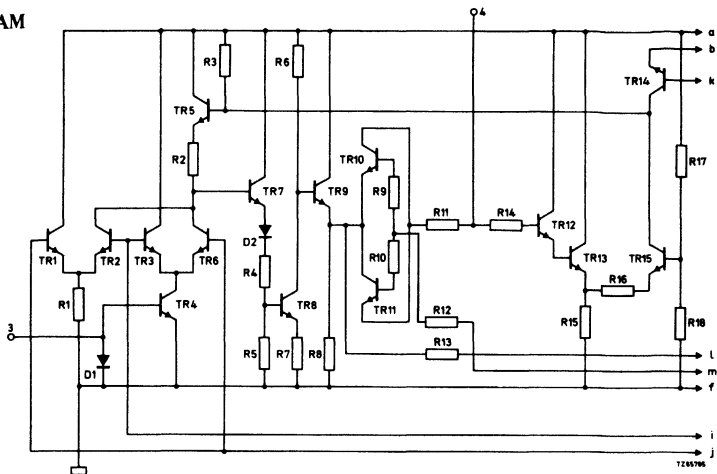 AM
4
a
b
R3
R6
TR14
k
TR5
R17
R2
TR10
TR7
TR9
R9
R11
R14
TR12
D2
TR1
TR2
TR3
TR6
R10
TR13
TR15
R4
R16
R1
TR4
TR8
TR11
3
R12
R15
R18
R5
R7
R8
R13
l
D1
m
f
i
j
7Z65795